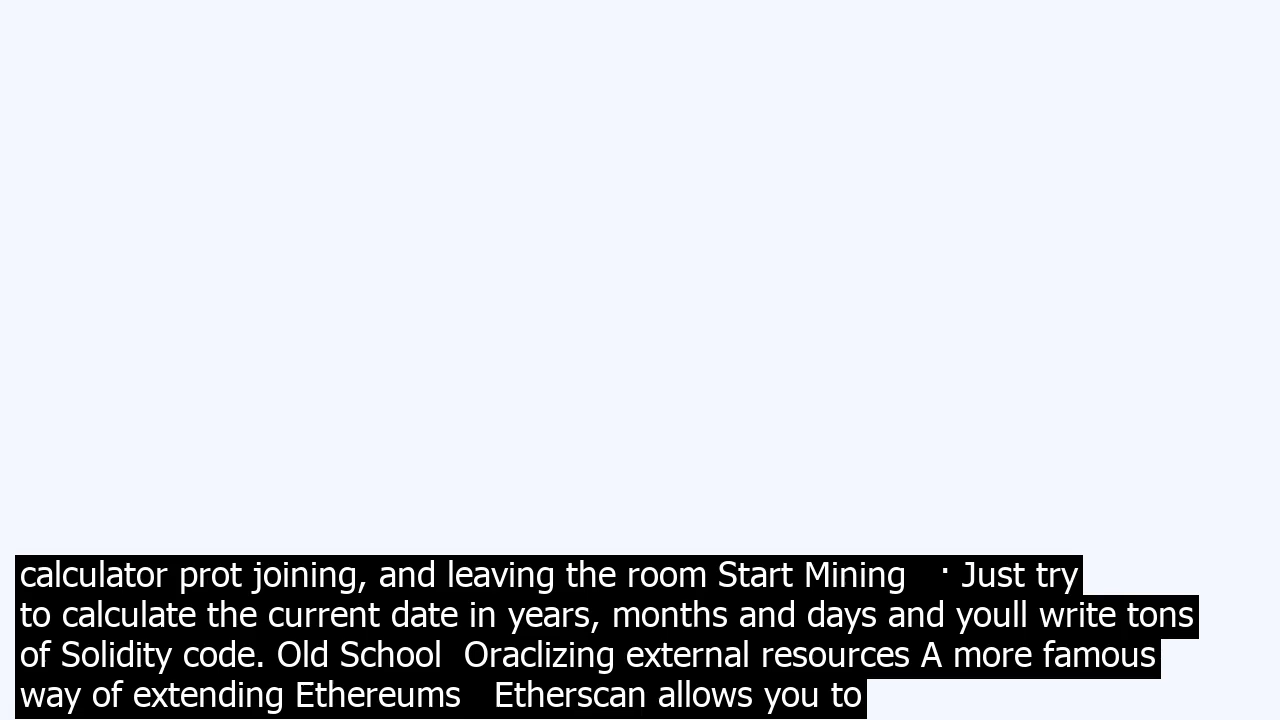 calculator prot joining, and leaving the room Start Mining   · Just try
to calculate the current date in years, months and days and youll write tons
of Solidity code. Old School  Oraclizing external resources A more famous
way of extending Ethereums   Etherscan allows you to